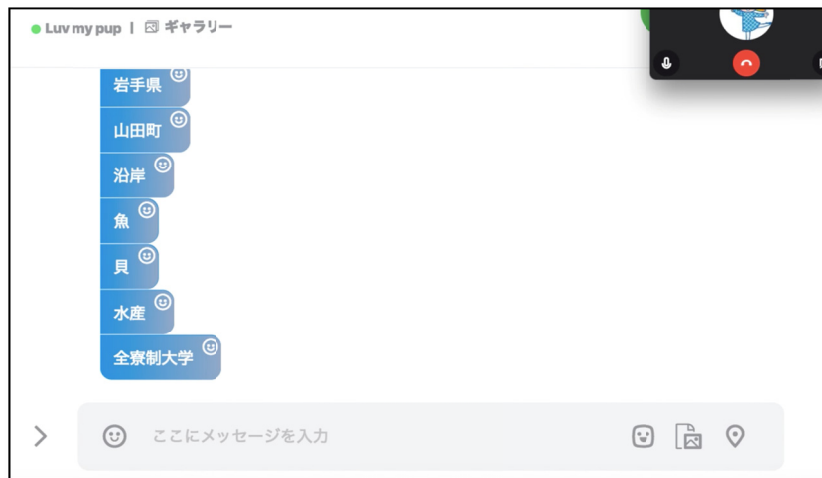 Luv my pup | ギャラリー
岩手県
山田町
沿岸
魚
貝
水産
全寮制大学
ここにメッセージを入力